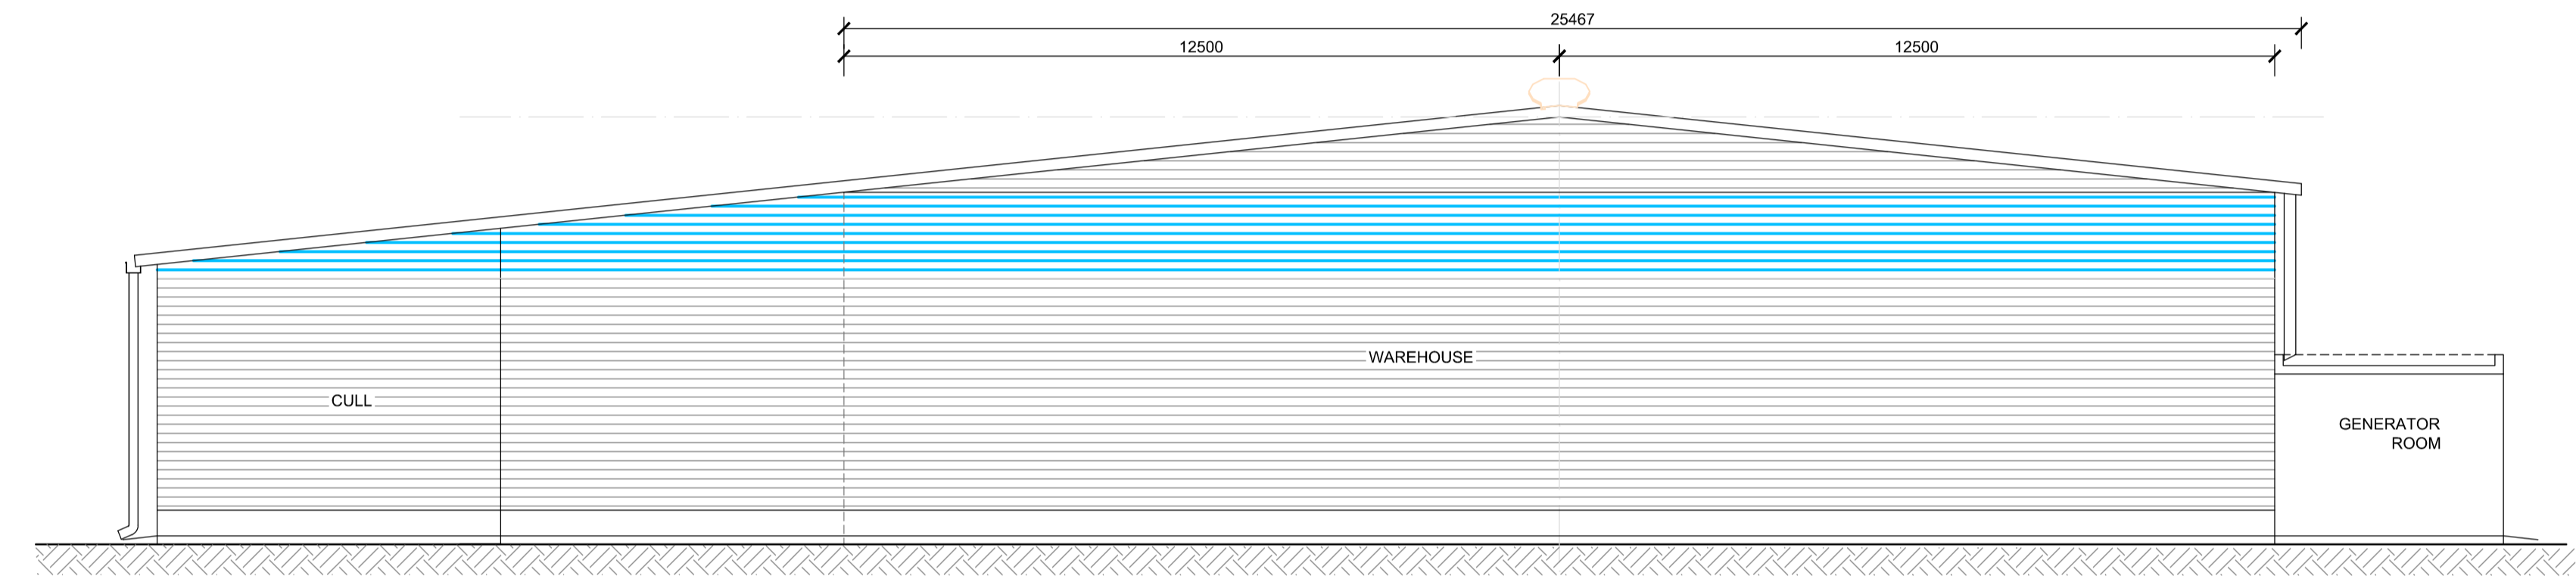 25467
12500
12500
WAREHOUSE
CULL
GENERATOR
ROOM